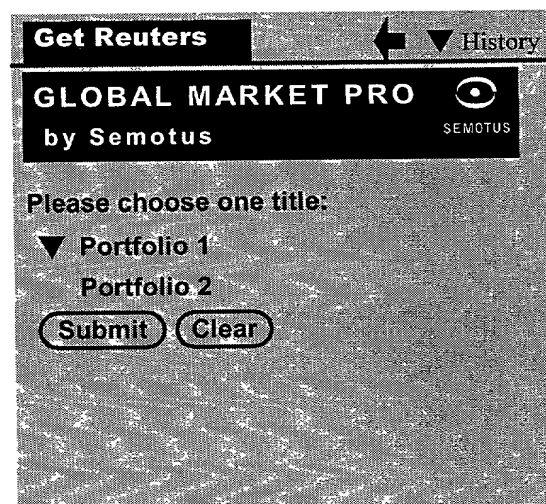 Get Reuters
History
GLOBAL MARKET PRO
by Semotus
SEMOTUS
Please choose one title:
Portfolio 1
Portfolio 2
Submit Clear